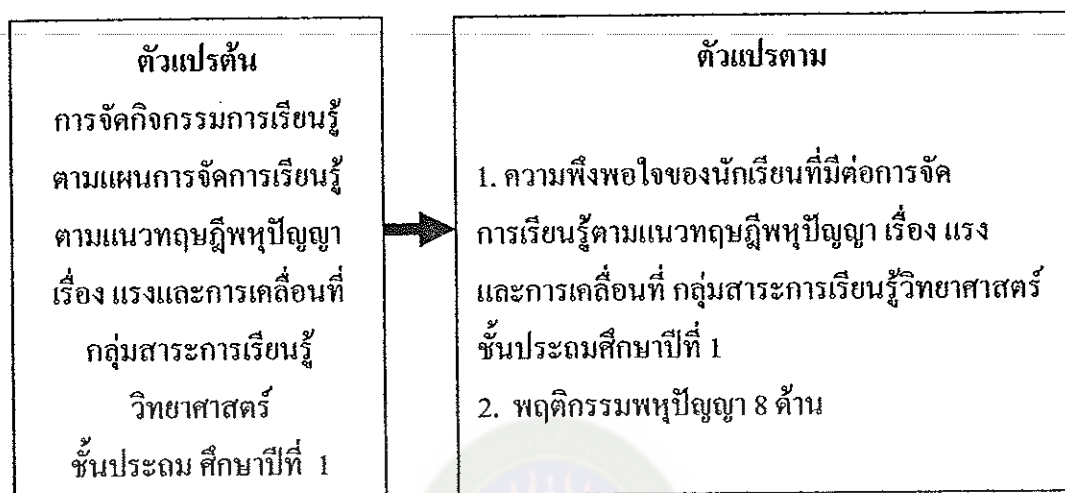 ตัวแปรต้น
การจัดกิจกรรมการเรียนรู้
ตามแผนการจัดการเรียนรู้
ตามแนวทฤษฎีพหุปัญญา
เรื่อง แรงและการเคลื่อนที่
กลุ่มสาระการเรียนรู้
วิทยาศาสตร์
ชั้นประถม ศึกษาปีที่ 1
ตัวแปรตาม
1. ความพึงพอใจของนักเรียนที่มีต่อการจัด
การเรียนรู้ตามแนวทฤษฎีพหุปัญญา เรื่อง แรง
และการเคลื่อนที่ กลุ่มสาระการเรียนรู้วิทยาศาสตร์
ชั้นประถมศึกษาปีที่ 1
2. พฤติกรรมพหุปัญญา 8 ด้าน